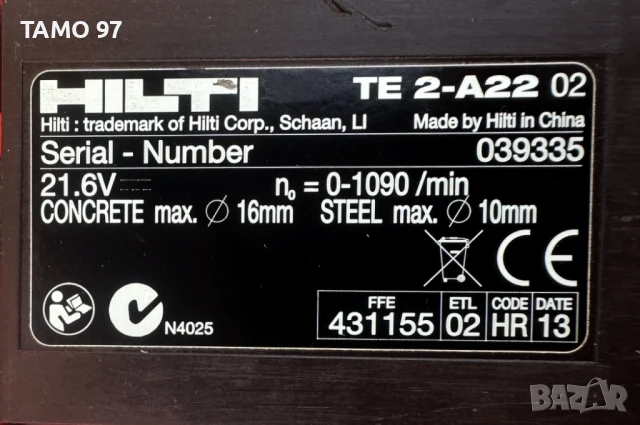 TAMO 97
HILTI TE 2-A22 02
Hilti : trademark of Hilti Corp., Schaan, LI Made by Hilti in China
Serial - Number 039335
21.6V n₀ = 0-1090 /min
CONCRETE max. ∅ 16mm STEEL max. ∅ 10mm
CE
N4025
FFE ETL CODE DATE
431155 02 HR 13
BAZAR